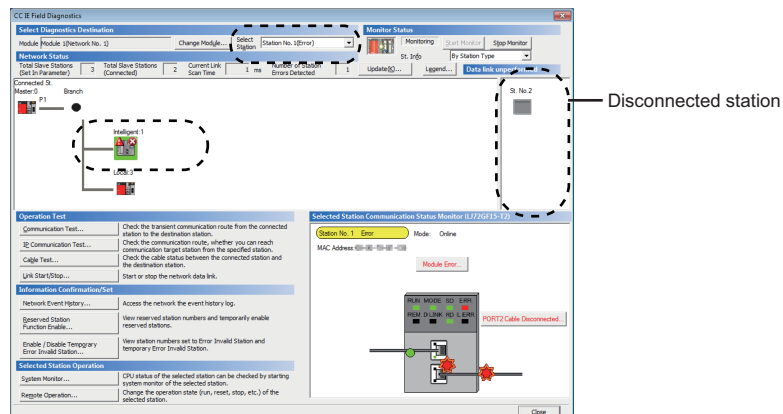 CC IE Field Diagnostics
Select Diagnostics Destination
Monitor Status
Module Module 1(Network No. 1)
Change Module...
Select Station
Station No. 1(Error)
Monitoring
Start Monitor
Stop Monitor
St. Info
By Station Type
Network Status
Total Slave Stations (Set In Parameter) 3
Total Slave Stations (Connected) 2
Current Link Scan Time 1 ms
Number of Station Errors Detected 1
Update(K)...
Legend...
Data link unperformed
Connected St.
Master:0
Branch
P1
St. No.2
Disconnected station
Intelligent:1
Local:3
Operation Test
Communication Test...
Check the transient communication route from the connected station to the destination station.
IP Communication Test...
Check the communication route, whether you can reach communication target station from the specified station.
Cable Test...
Check the cable status between the connected station and the destination station.
Link Start/Stop...
Start or stop the network data link.
Information Confirmation/Set
Network Event History...
Access the network the event history log.
Reserved Station Function Enable...
View reserved station numbers and temporarily enable reserved stations.
Enable / Disable Temporary Error Invalid Station...
View station numbers set to Error Invalid Station and temporary Error Invalid Station.
Selected Station Operation
System Monitor...
CPU status of the selected station can be checked by starting system monitor of the selected station.
Remote Operation...
Change the operation state (run, reset, stop, etc.) of the selected station.
Selected Station Communication Status Monitor (LJ72GF15-T2)
Station No. 1 Error
Mode: Online
MAC Address
Module Error...
RUN MODE SD ERR
REM. D LINK RD L ERR
PORT2 Cable Disconnected...
Close